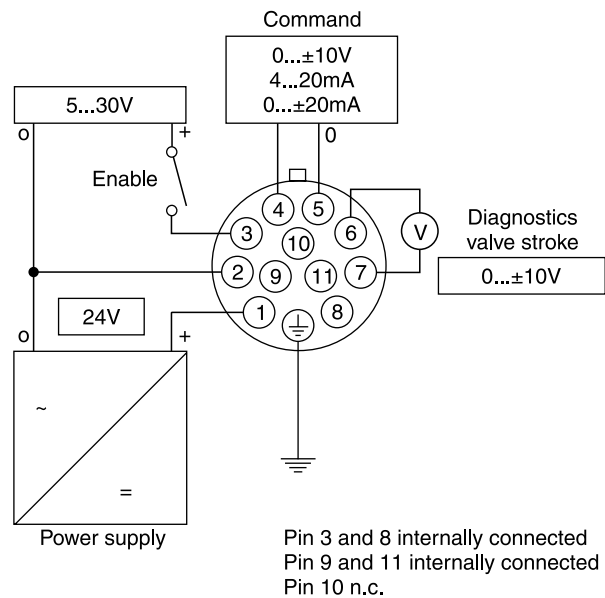 Command
0...±10V
4...20mA
0...±20mA
5...30V
o
+
0
Enable
4
5
3
6
10
V
Diagnostics
valve stroke
0...±10V
2
9
11
7
24V
1
8
o
+
~
=
Power supply
Pin 3 and 8 internally connected
Pin 9 and 11 internally connected
Pin 10 n.c.